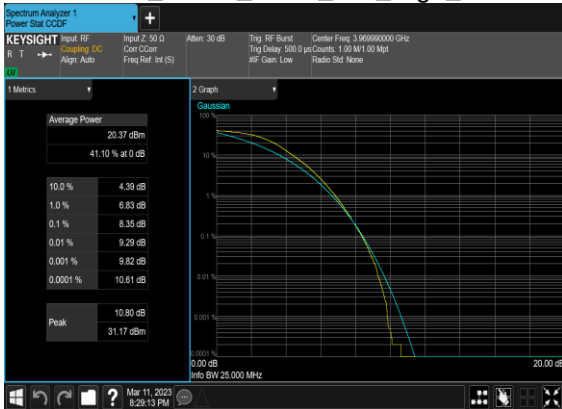 Spectrum Analyzer 1
Power Stat CCDF
KEYSIGHT
R T
Input: RF
Coupling: DC
Align: Auto
Input Z: 50 Ω
Corr CCorr
Freq Ref: Int (S)
Atten: 30 dB
Trig: RF Burst
Trig Delay: 500.0 µs
#IF Gain: Low
Center Freq: 3.969990000 GHz
Counts: 1.00 M/1.00 Mpt
Radio Std: None
1 Metrics
Average Power
20.37 dBm
41.10 % at 0 dB
10.0 % 4.39 dB
1.0 % 6.83 dB
0.1 % 8.35 dB
0.01 % 9.29 dB
0.001 % 9.82 dB
0.0001 % 10.61 dB
Peak
10.80 dB
31.17 dBm
2 Graph
Gaussian
100 %
10 %
1 %
0.1 %
0.01 %
0.001 %
0.0001 %
0.00 dB
20.00 dB
Info BW 25.000 MHz
?
Mar 11, 2023
8:29:13 PM